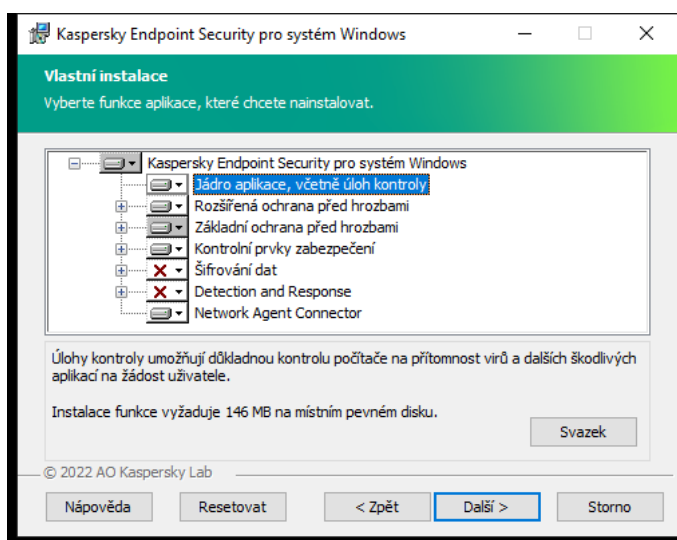 Kaspersky Endpoint Security pro systém Windows
Vlastní instalace
Vyberte funkce aplikace, které chcete nainstalovat.
Kaspersky Endpoint Security pro systém Windows
Jádro aplikace, včetně úloh kontroly
Rozšířená ochrana před hrozbami
Základní ochrana před hrozbami
Kontrolní prvky zabezpečení
Šifrování dat
Detection and Response
Network Agent Connector
Úlohy kontroly umožňují důkladnou kontrolu počítače na přítomnost virů a dalších škodlivých
aplikací na žádost uživatele.
Instalace funkce vyžaduje 146 MB na místním pevném disku.
Svazek
© 2022 AO Kaspersky Lab
Nápověda Resetovat < Zpět Další > Storno